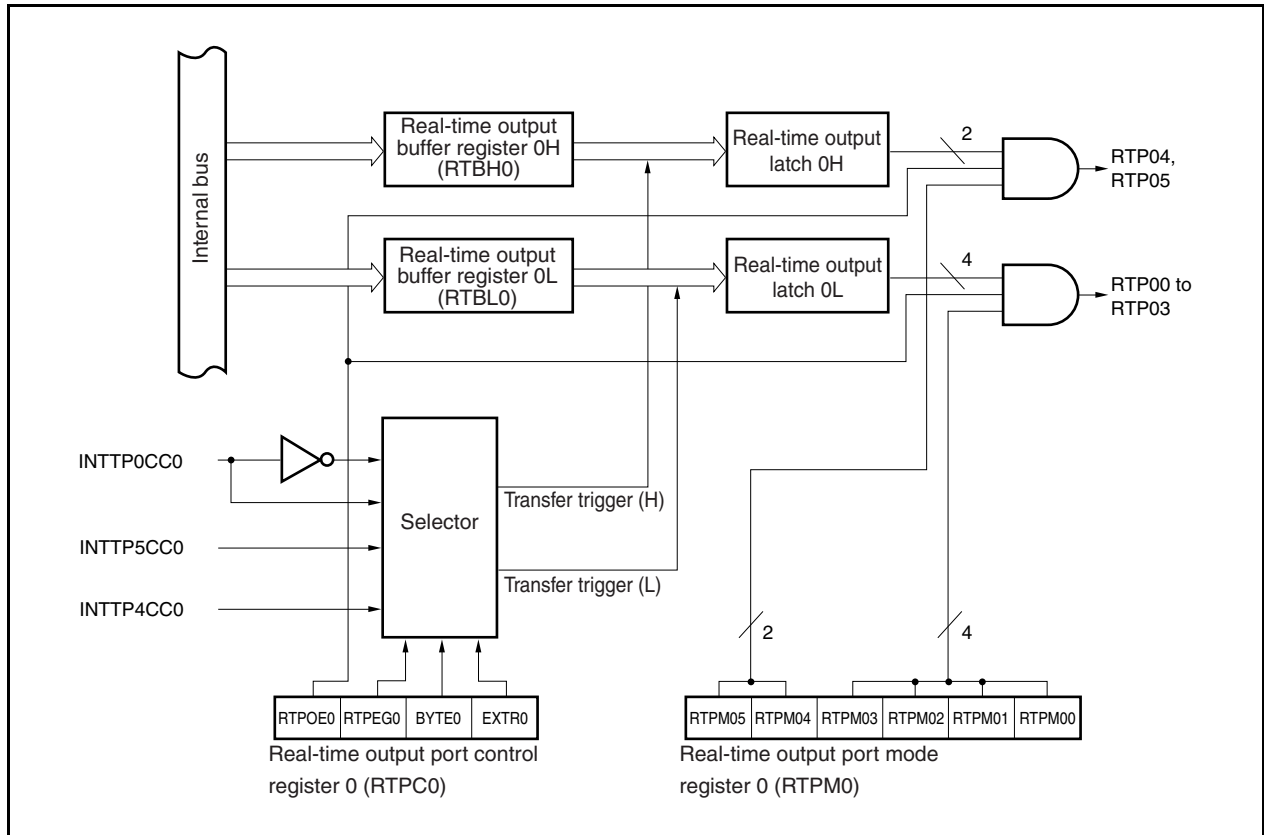 Internal bus
Real-time output
buffer register 0H
(RTBH0)
Real-time output
latch 0H
2
RTP04,
RTP05
Real-time output
buffer register 0L
(RTBL0)
Real-time output
latch 0L
4
RTP00 to
RTP03
INTTP0CC0
INTTP5CC0
INTTP4CC0
Selector
Transfer trigger (H)
Transfer trigger (L)
2
4
RTPOE0 RTPEG0 BYTE0 EXTR0
Real-time output port control
register 0 (RTPC0)
RTPM05 RTPM04 RTPM03 RTPM02 RTPM01 RTPM00
Real-time output port mode
register 0 (RTPM0)